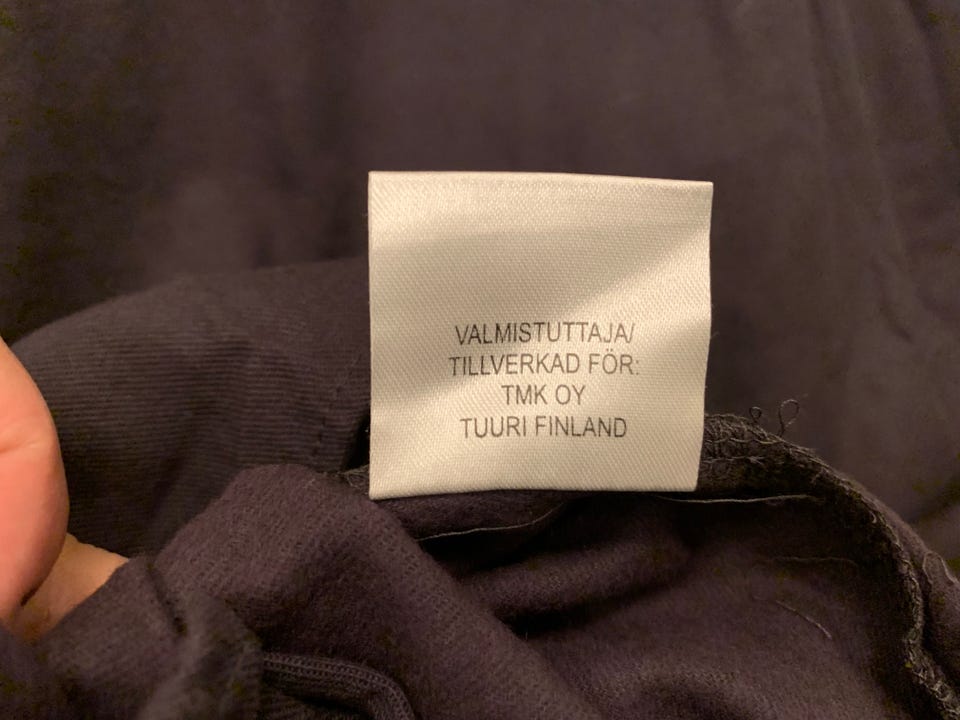 VALMISTUTTAJA/
TILLVERKAD FÖR:
TMK OY
TUURI FINLAND